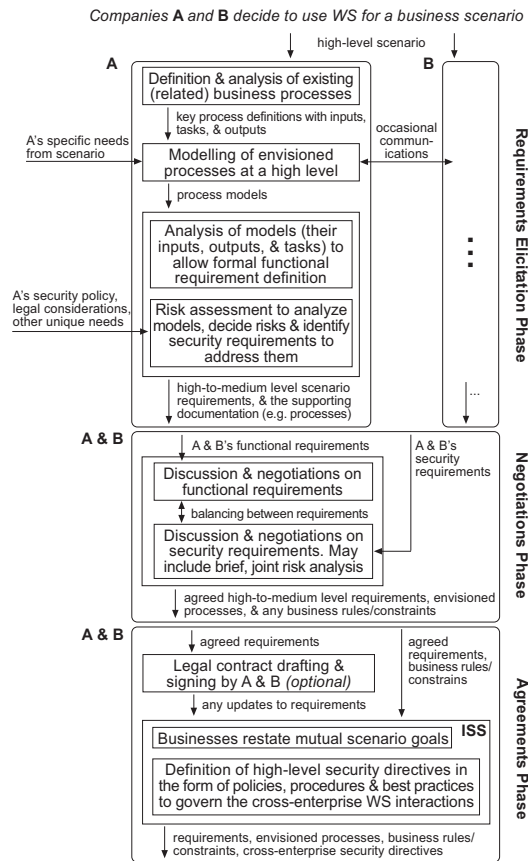 Companies A and B decide to use WS for a business scenario
high-level scenario
A
B
Definition & analysis of existing
(related) business processes
key process definitions with inputs,
tasks, & outputs
A's specific needs
from scenario
Modelling of envisioned
processes at a high level
occasional
commun-
ications
process models
Analysis of models (their
inputs, outputs, & tasks) to
allow formal functional
requirement definition
A's security policy,
legal considerations,
other unique needs
Risk assessment to analyze
models, decide risks & identify
security requirements to
address them
high-to-medium level scenario
requirements, & the supporting
documentation (e.g. processes)
...
Requirements Elicitation Phase
A & B
A & B's functional requirements
A & B's
security
requirements
Discussion & negotiations on
functional requirements
balancing between requirements
Discussion & negotiations on
security requirements. May
include brief, joint risk analysis
agreed high-to-medium level requirements, envisioned
processes, & any business rules/constraints
Negotiations Phase
A & B
agreed requirements
agreed
requirements,
business rules/
constrains
Legal contract drafting &
signing by A & B (optional)
any updates to requirements
ISS
Businesses restate mutual scenario goals
Definition of high-level security directives in
the form of policies, procedures & best practices
to govern the cross-enterprise WS interactions
requirements, envisioned processes, business rules/
constraints, cross-enterprise security directives
Agreements Phase